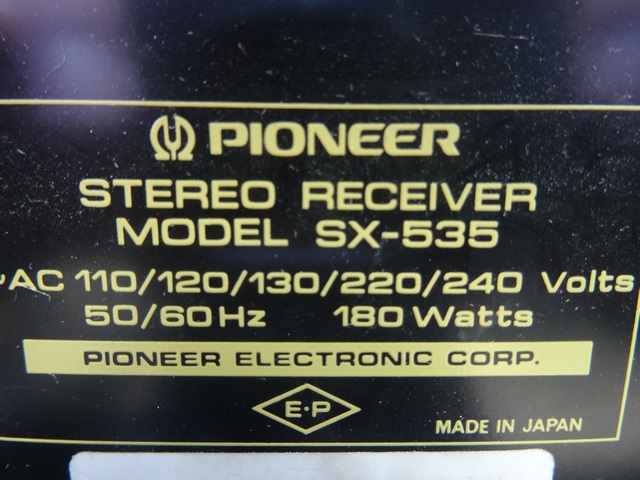 PIONEER
STEREO RECEIVER
MODEL SX-535
~AC 110/120/130/220/240 Volts
50/60Hz 180 Watts
PIONEER ELECTRONIC CORP.
E·P
MADE IN JAPAN